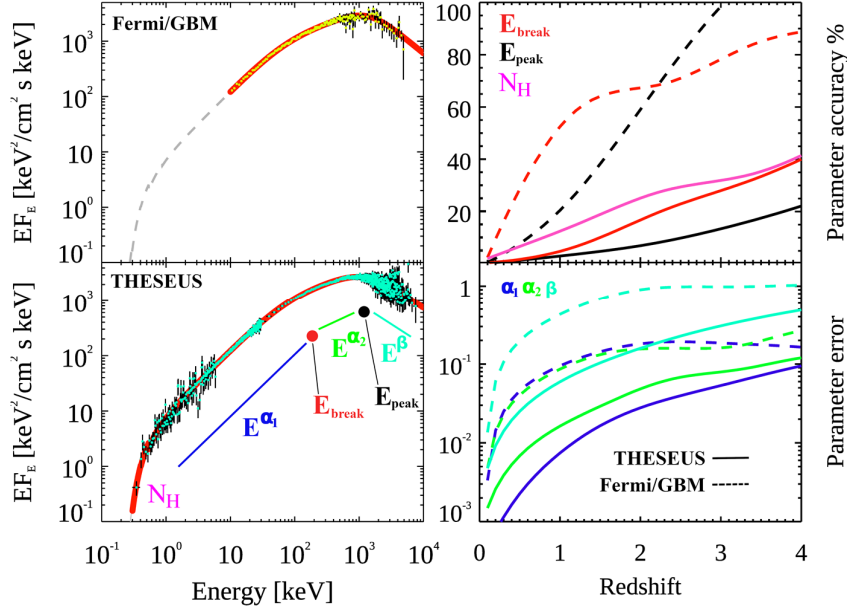 Fermi/GBM
EF_E [keV²/cm² s keV]
10³
10²
10¹
10⁰
10⁻¹
THESEUS
EF_E [keV²/cm² s keV]
10³
10²
10¹
10⁰
10⁻¹
E^α₁
E^α₂
E^β
E_break
E_peak
N_H
10⁻¹ 10⁰ 10¹ 10² 10³ 10⁴
Energy [keV]
E_break
E_peak
N_H
100
80
60
40
20
Parameter accuracy %
α₁ α₂ β
1
10⁻¹
10⁻²
10⁻³
Parameter error
THESEUS
Fermi/GBM
0 1 2 3 4
Redshift